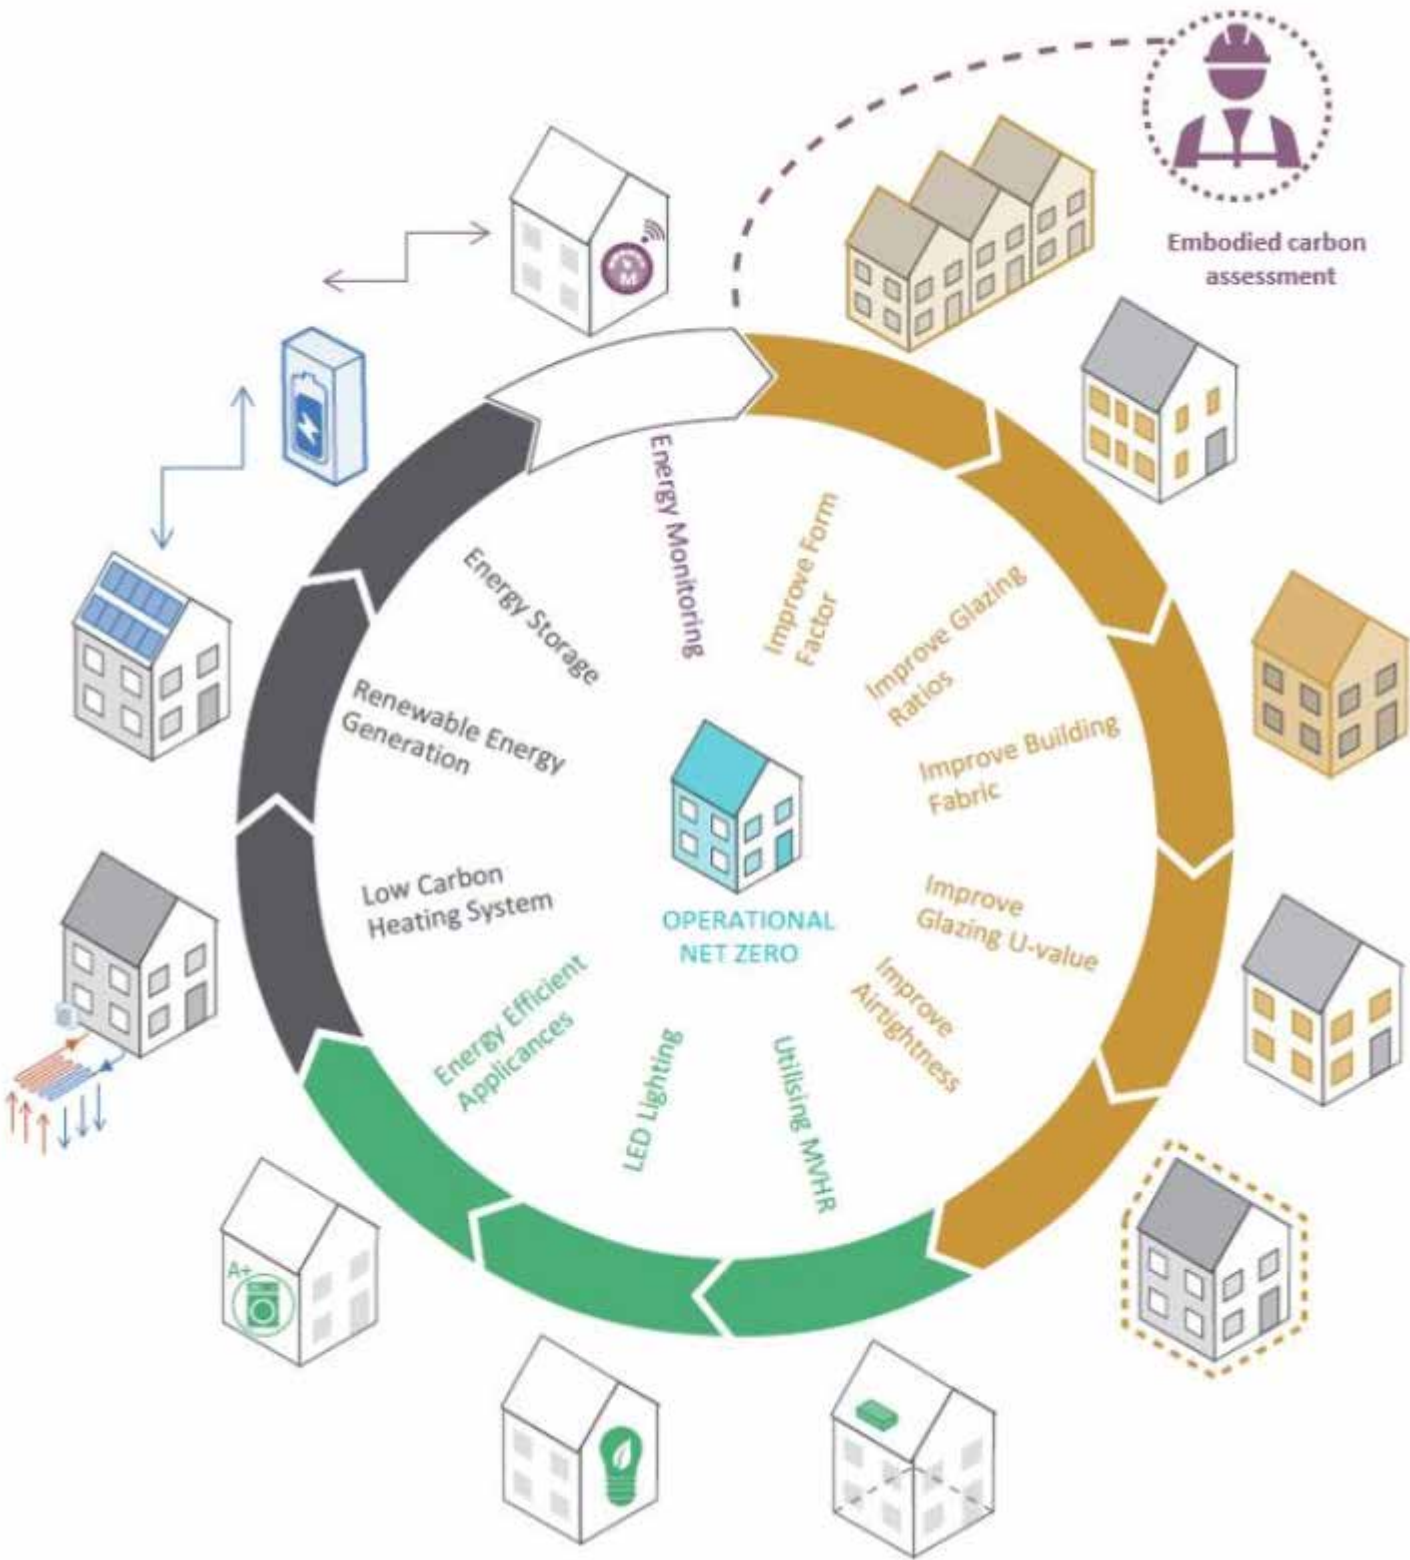 Embodied carbon
assessment
M
Energy Monitoring
Improve Form
Factor
Improve Glazing
Ratios
Improve Building
Fabric
Improve
Glazing U-value
Improve
Airtightness
Utilising MVHR
LED Lighting
Energy Efficient
Applicances
Low Carbon
Heating System
Renewable Energy
Generation
Energy Storage
OPERATIONAL
NET ZERO
A+